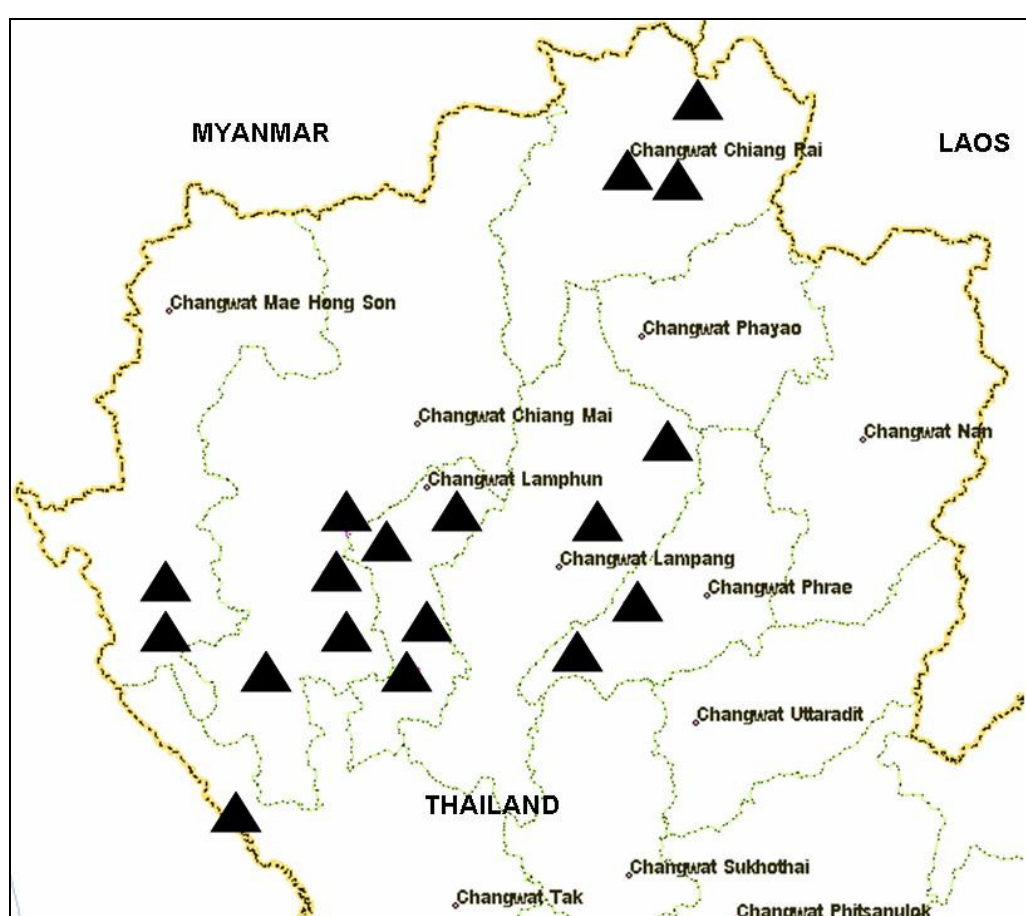 MYANMAR
LAOS
Changwat Chiang Rai
Changwat Mae Hong Son
Changwat Phayao
Changwat Chiang Mai
Changwat Nan
Changwat Lamphun
Changwat Lampang
Changwat Phrae
Changwat Uttaradit
THAILAND
Changwat Sukhothai
Changwat Tak
Changwat Phitsanulok